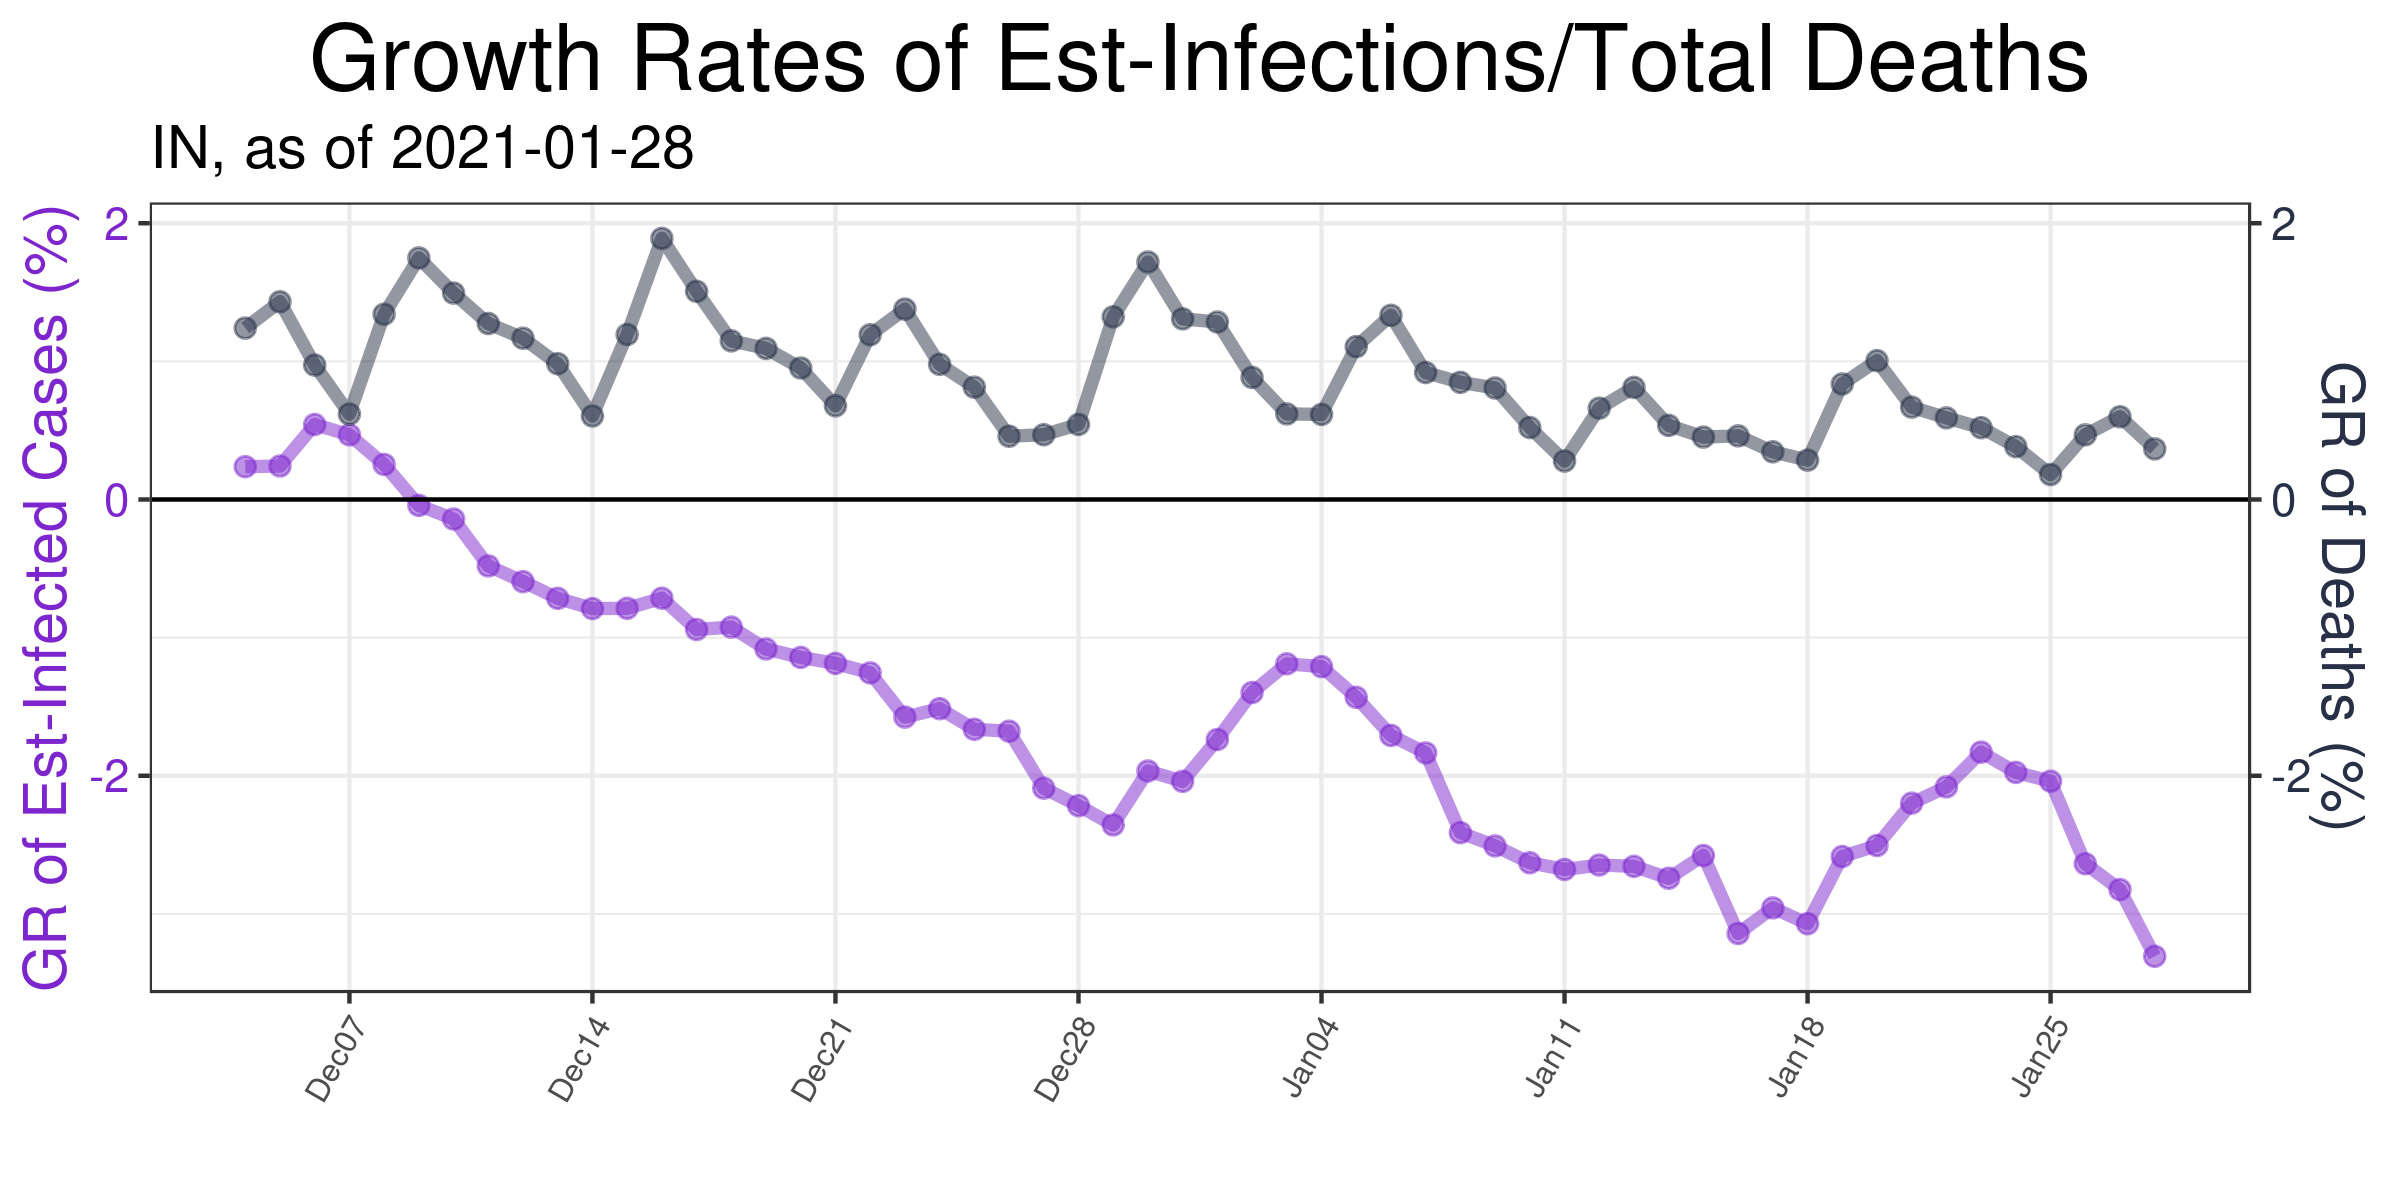 Growth Rates of Est-Infections/Total Deaths
IN, as of 2021-01-28
GR of Est-Infected Cases (%)
2
0
-2
2
0
-2
GR of Deaths (%)
Dec07
Dec14
Dec21
Dec28
Jan04
Jan11
Jan18
Jan25